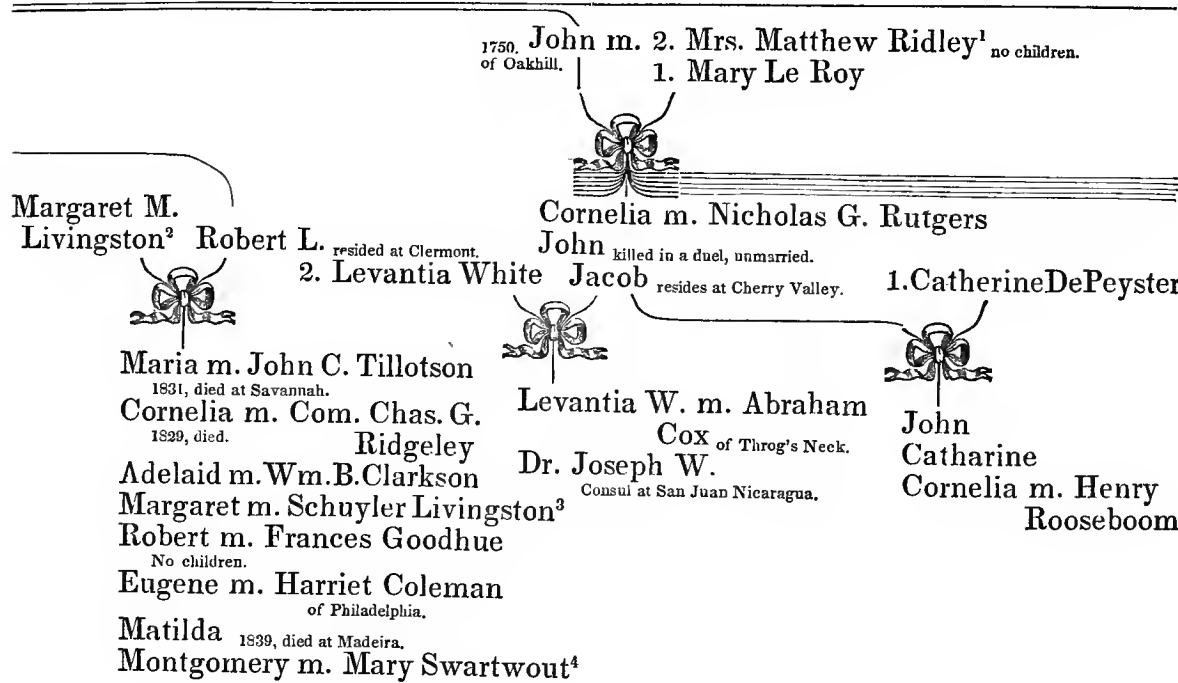 1750. John m. 2. Mrs. Matthew Ridley¹ no children.
of Oakhill. 1. Mary Le Roy
Margaret M.
Livingston² Robert L. resided at Clermont.
Cornelia m. Nicholas G. Rutgers
John killed in a duel, unmarried.
2. Levantia White Jacob resides at Cherry Valley. 1. Catherine DePeyster
Maria m. John C. Tillotson
1831, died at Savannah.
Cornelia m. Com. Chas. G.
1829, died. Ridgeley
Adelaid m. Wm. B. Clarkson
Margaret m. Schuyler Livingston³
Robert m. Frances Goodhue
No children.
Eugene m. Harriet Coleman
of Philadelphia.
Matilda 1839, died at Madeira.
Montgomery m. Mary Swartwout⁴
Levantia W. m. Abraham
Cox of Throg's Neck.
Dr. Joseph W.
Consul at San Juan Nicaragua.
John
Catharine
Cornelia m. Henry
Rooseboom